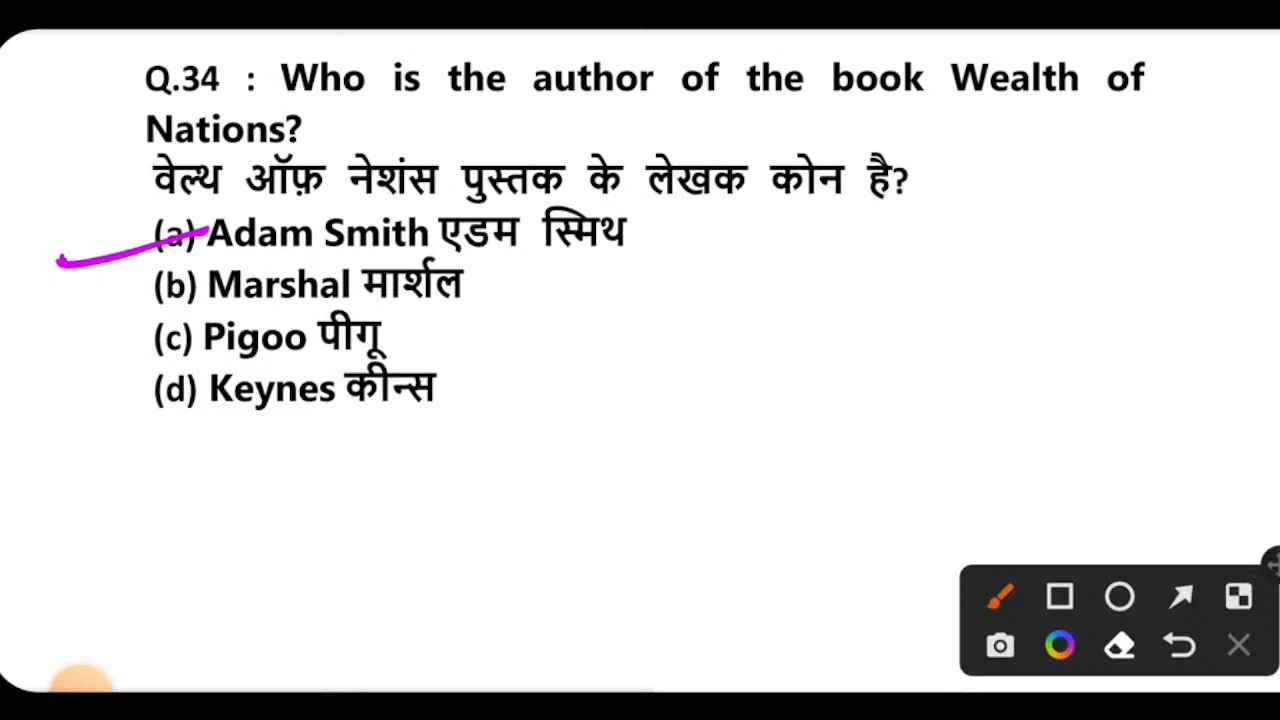 Q.34 : Who is the author of the book Wealth of
Nations?
वेल्थ ऑफ़ नेशंस पुस्तक के लेखक कोन है?
(a) Adam Smith एडम स्मिथ
(b) Marshal मार्शल
(c) Pigoo पीगू
(d) Keynes कीन्स